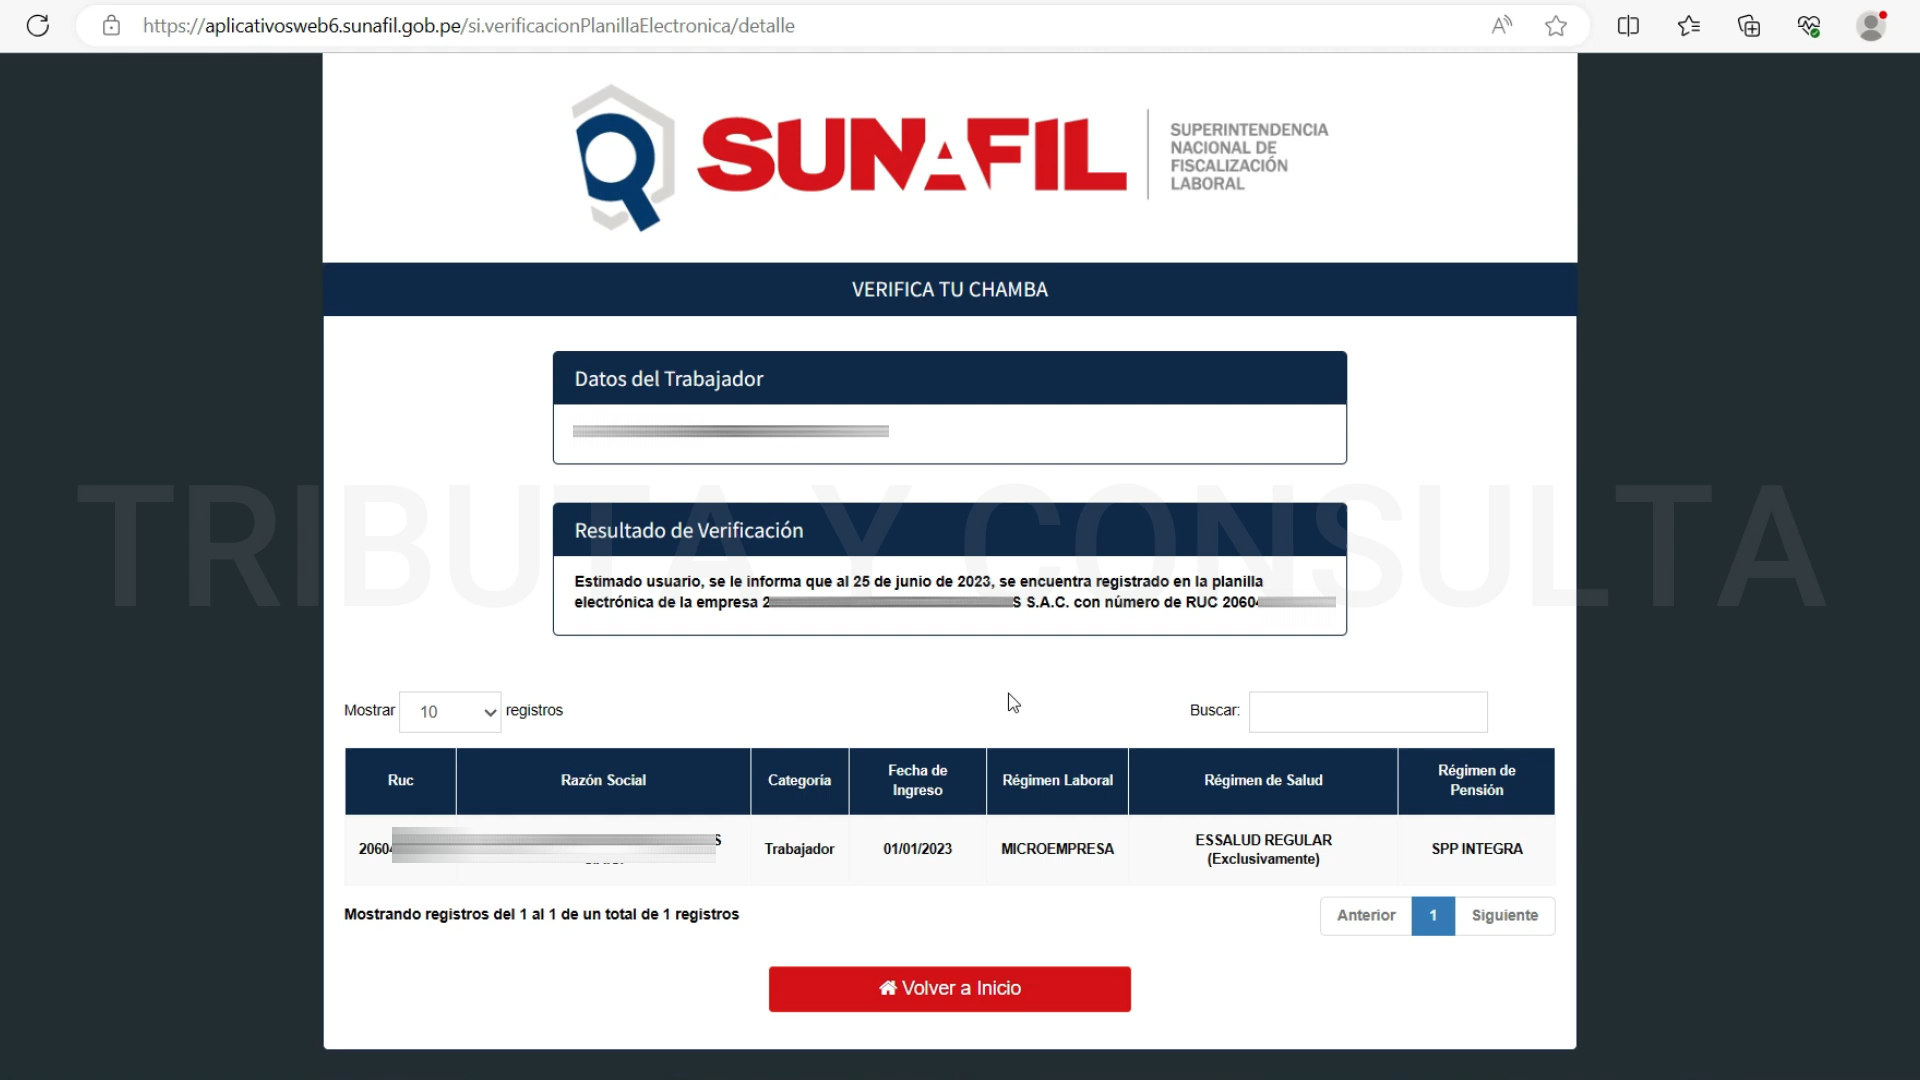 https://aplicativosweb6.sunafil.gob.pe/si.verificacionPlanillaElectronica/detalle
SUNAFIL
SUPERINTENDENCIA
NACIONAL DE
FISCALIZACIÓN
LABORAL
VERIFICA TU CHAMBA
Datos del Trabajador
TRIBUTA Y CONSULTA
Resultado de Verificación
Estimado usuario, se le informa que al 25 de junio de 2023, se encuentra registrado en la planilla
electrónica de la empresa 2 S S.A.C. con número de RUC 20604
Mostrar 10 registros
Buscar:
Ruc Razón Social Categoría Fecha de Ingreso Régimen Laboral Régimen de Salud Régimen de Pensión
20604 S Trabajador 01/01/2023 MICROEMPRESA ESSALUD REGULAR (Exclusivamente) SPP INTEGRA
Mostrando registros del 1 al 1 de un total de 1 registros
Anterior 1 Siguiente
Volver a Inicio